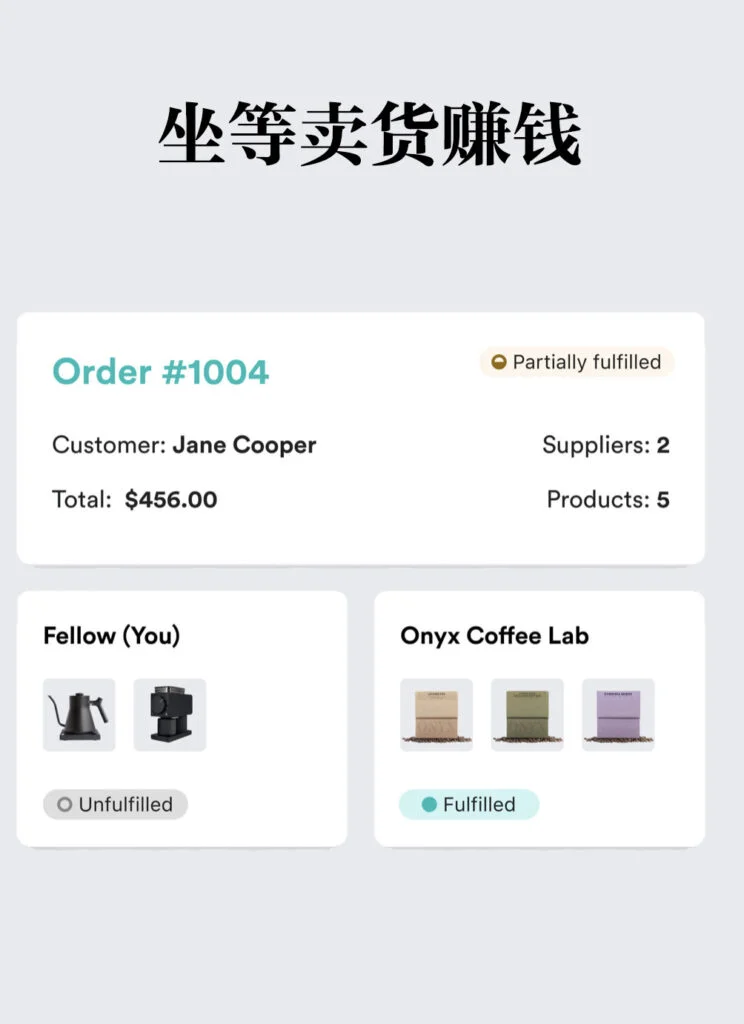 坐等卖货赚钱
Order #1004
Partially fulfilled
Customer: Jane Cooper
Suppliers: 2
Total: $456.00
Products: 5
Fellow (You)
Unfulfilled
Onyx Coffee Lab
Fulfilled